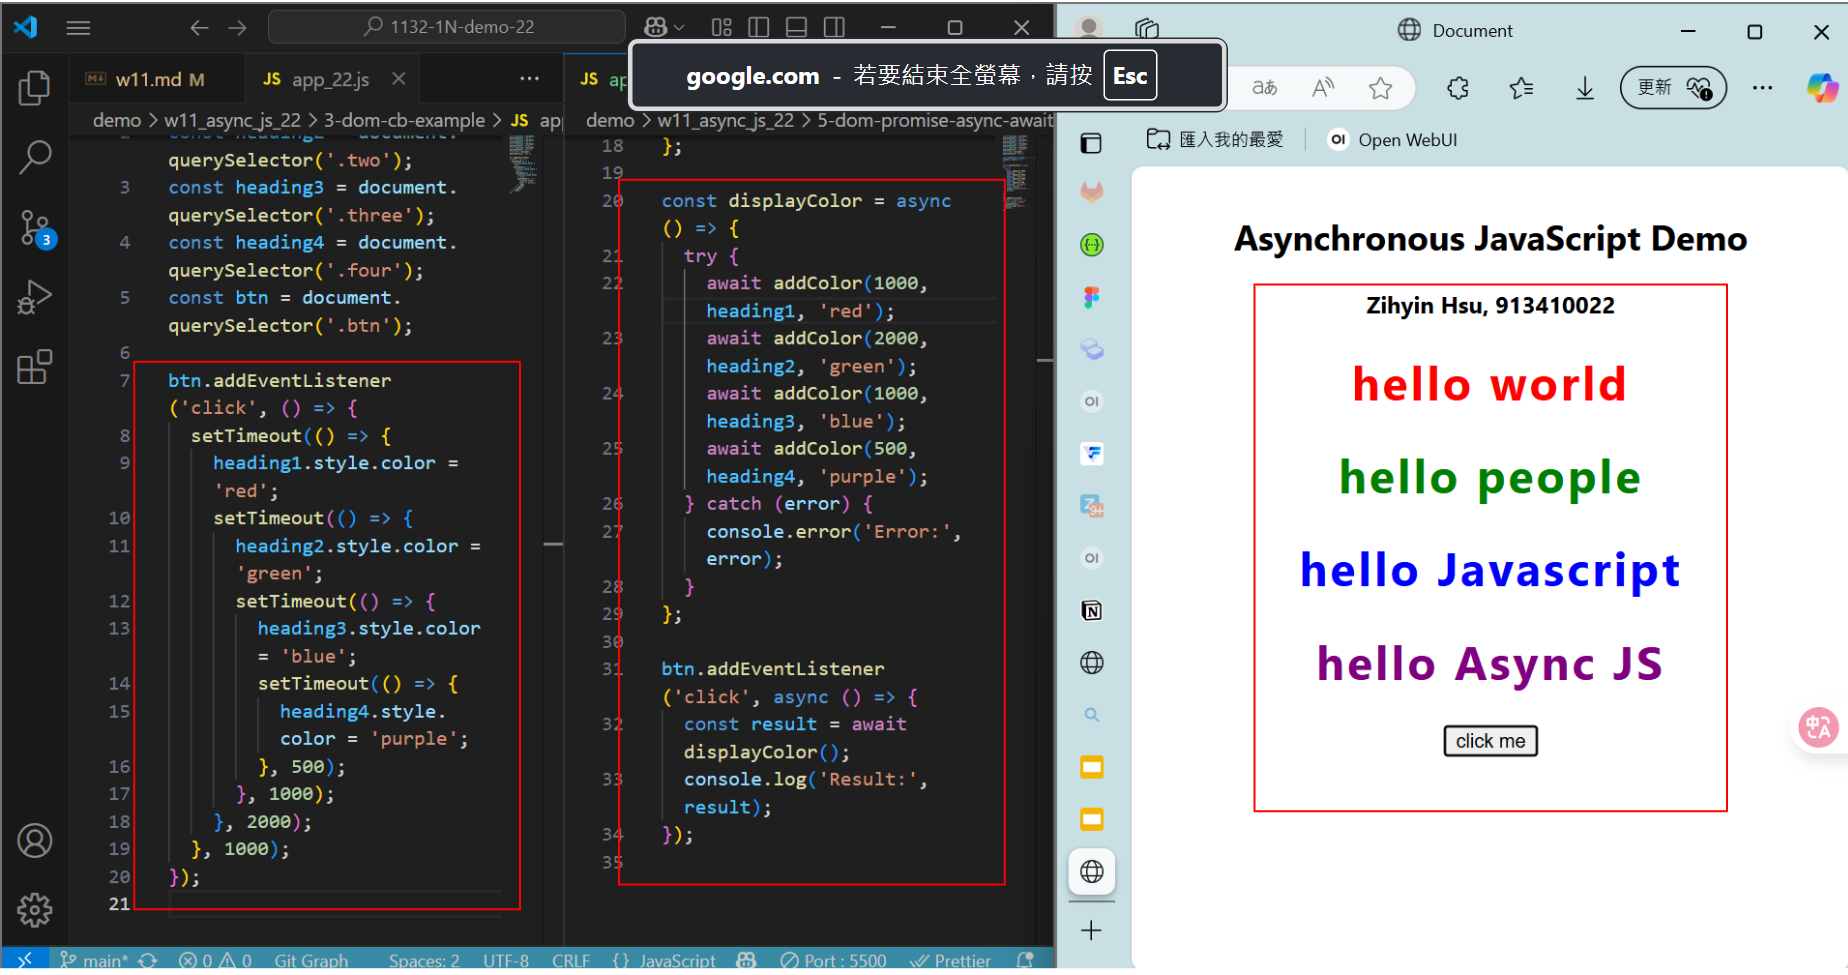 1132-1N-demo-22
w11.md M
JS app_22.js
JS
demo > w11_async_js_22 > 3-dom-cb-example > JS
querySelector('.two');
3 const heading3 = document.
querySelector('.three');
4 const heading4 = document.
querySelector('.four');
5 const btn = document.
querySelector('.btn');
6
7 btn.addEventListener
('click', () => {
8 setTimeout(() => {
9 heading1.style.color =
'red';
10 setTimeout(() => {
11 heading2.style.color =
'green';
12 setTimeout(() => {
13 heading3.style.color
= 'blue';
14 setTimeout(() => {
15 heading4.style.
color = 'purple';
16 }, 500);
17 }, 1000);
18 }, 2000);
19 }, 1000);
20 });
21
demo > w11_async_js_22 > 5-dom-promise-async-await
18 };
19
20 const displayColor = async
() => {
21 try {
22 await addColor(1000,
heading1, 'red');
23 await addColor(2000,
heading2, 'green');
24 await addColor(1000,
heading3, 'blue');
25 await addColor(500,
heading4, 'purple');
26 } catch (error) {
27 console.error('Error:',
error);
28 }
29 };
30
31 btn.addEventListener
('click', async () => {
32 const result = await
displayColor();
33 console.log('Result:',
result);
34 });
35
main* 0 0 Git Graph Spaces: 2 UTF-8 CRLF {} JavaScript Port : 5500 Prettier
3
google.com - 若要結束全螢幕，請按 Esc
Document
更新
匯入我的最愛
OI Open WebUI
Asynchronous JavaScript Demo
Zihyin Hsu, 913410022
hello world
hello people
hello Javascript
hello Async JS
click me